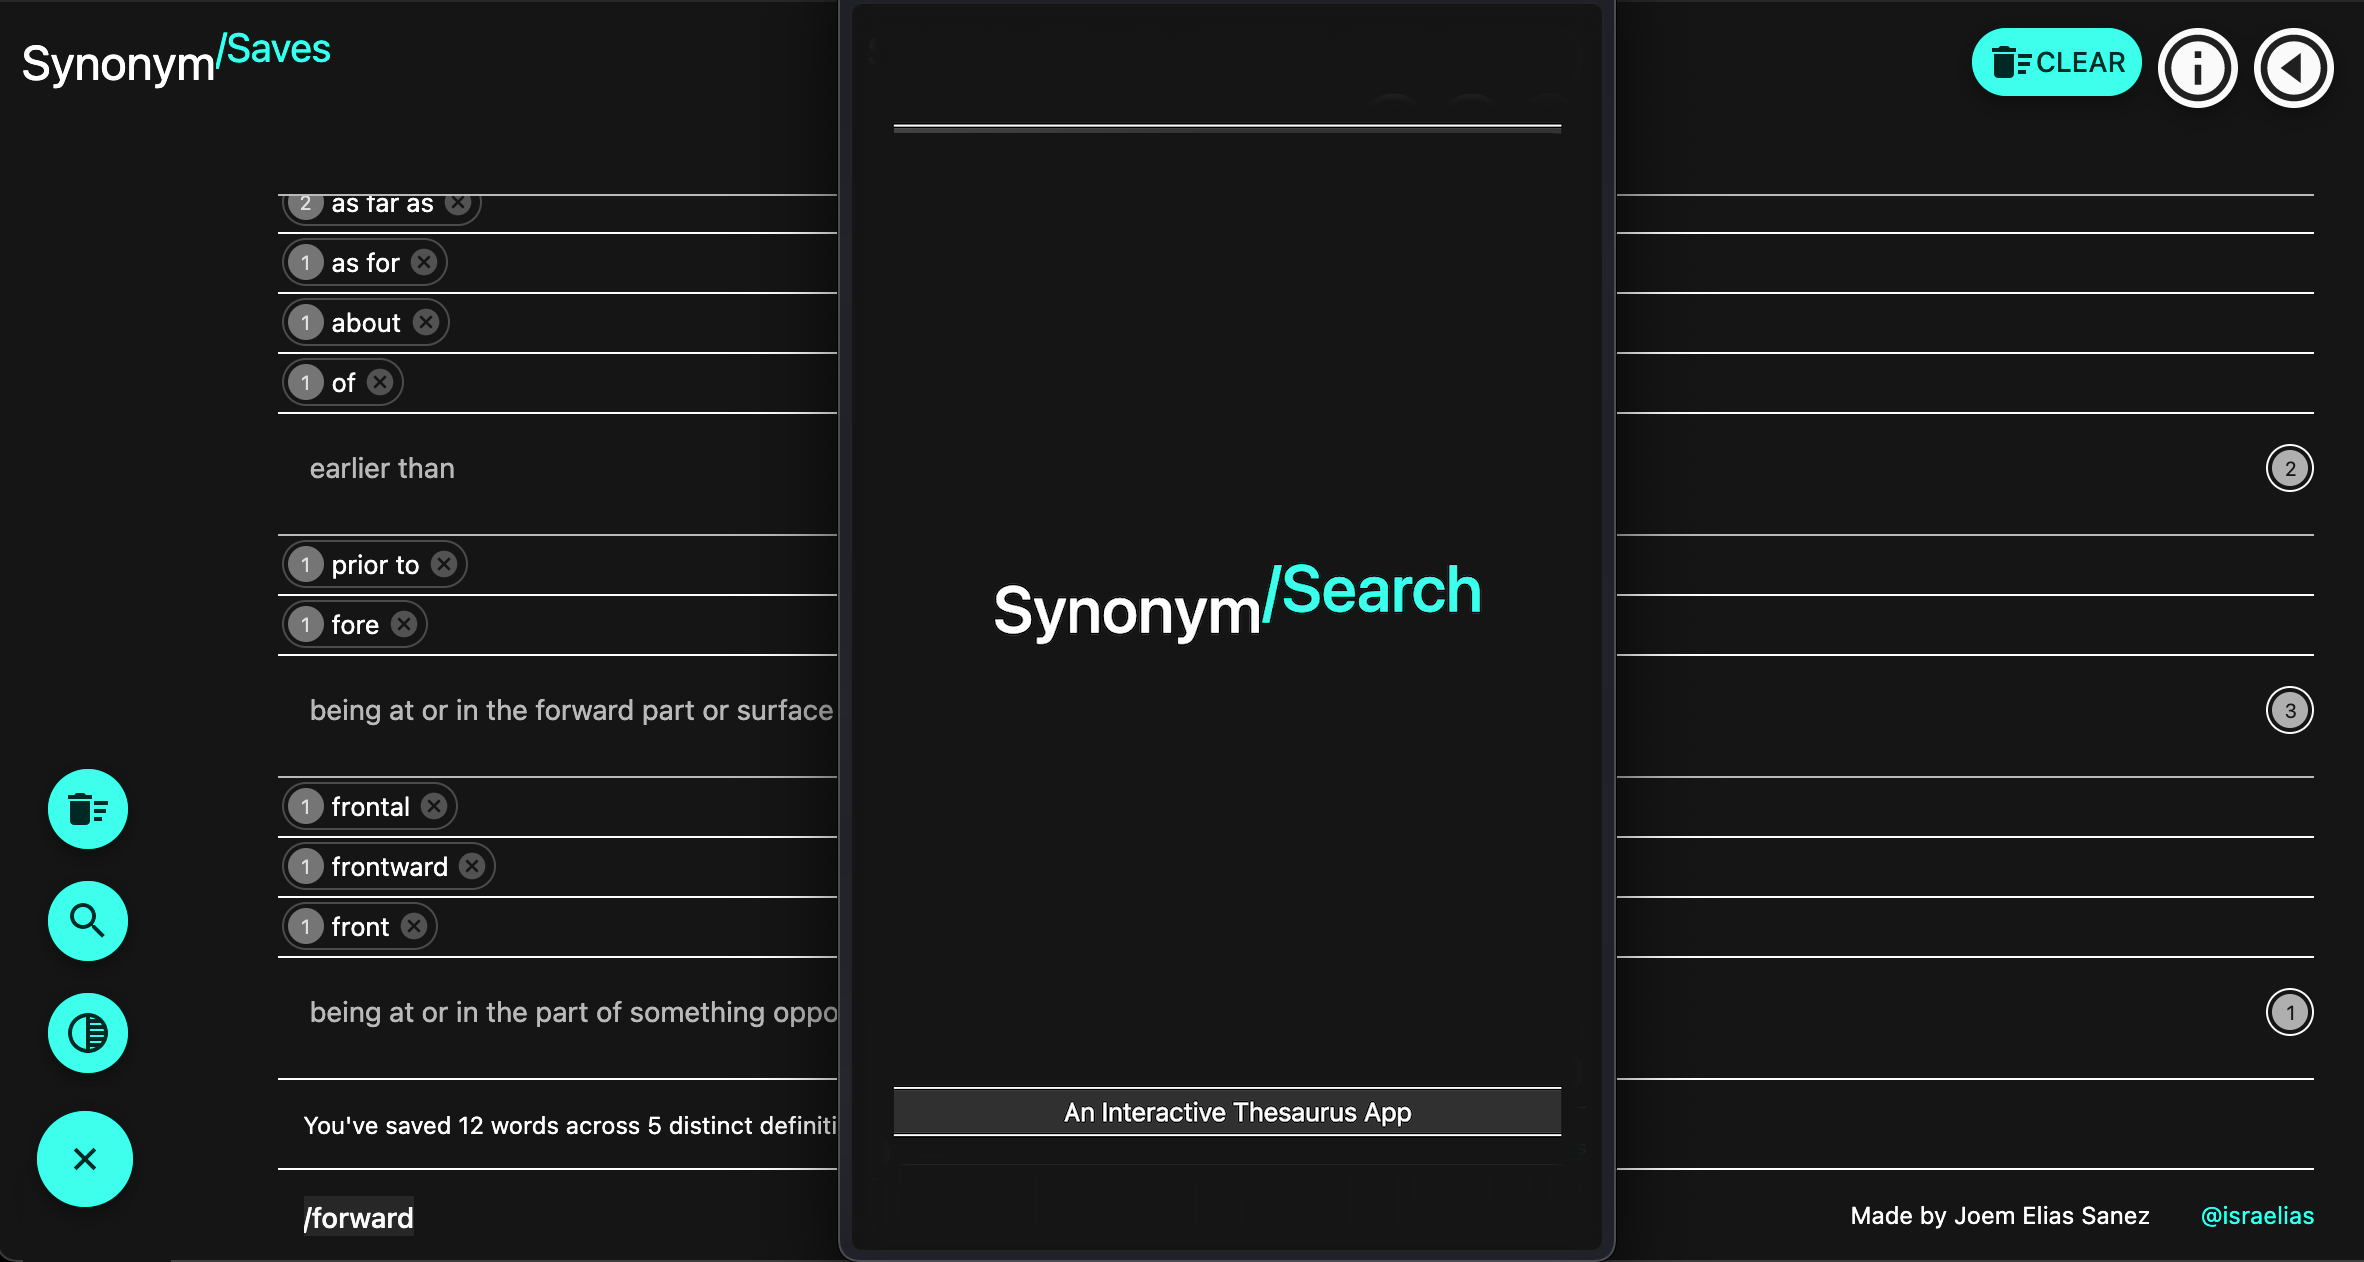 Synonym/Saves
CLEAR
2 as far as
1 as for
1 about
1 of
earlier than
2
1 prior to
1 fore
being at or in the forward part or surface
3
1 frontal
1 frontward
1 front
being at or in the part of something oppo
1
You've saved 12 words across 5 distinct definiti
/forward
Made by Joem Elias Sanez @israelias
Synonym/Search
An Interactive Thesaurus App